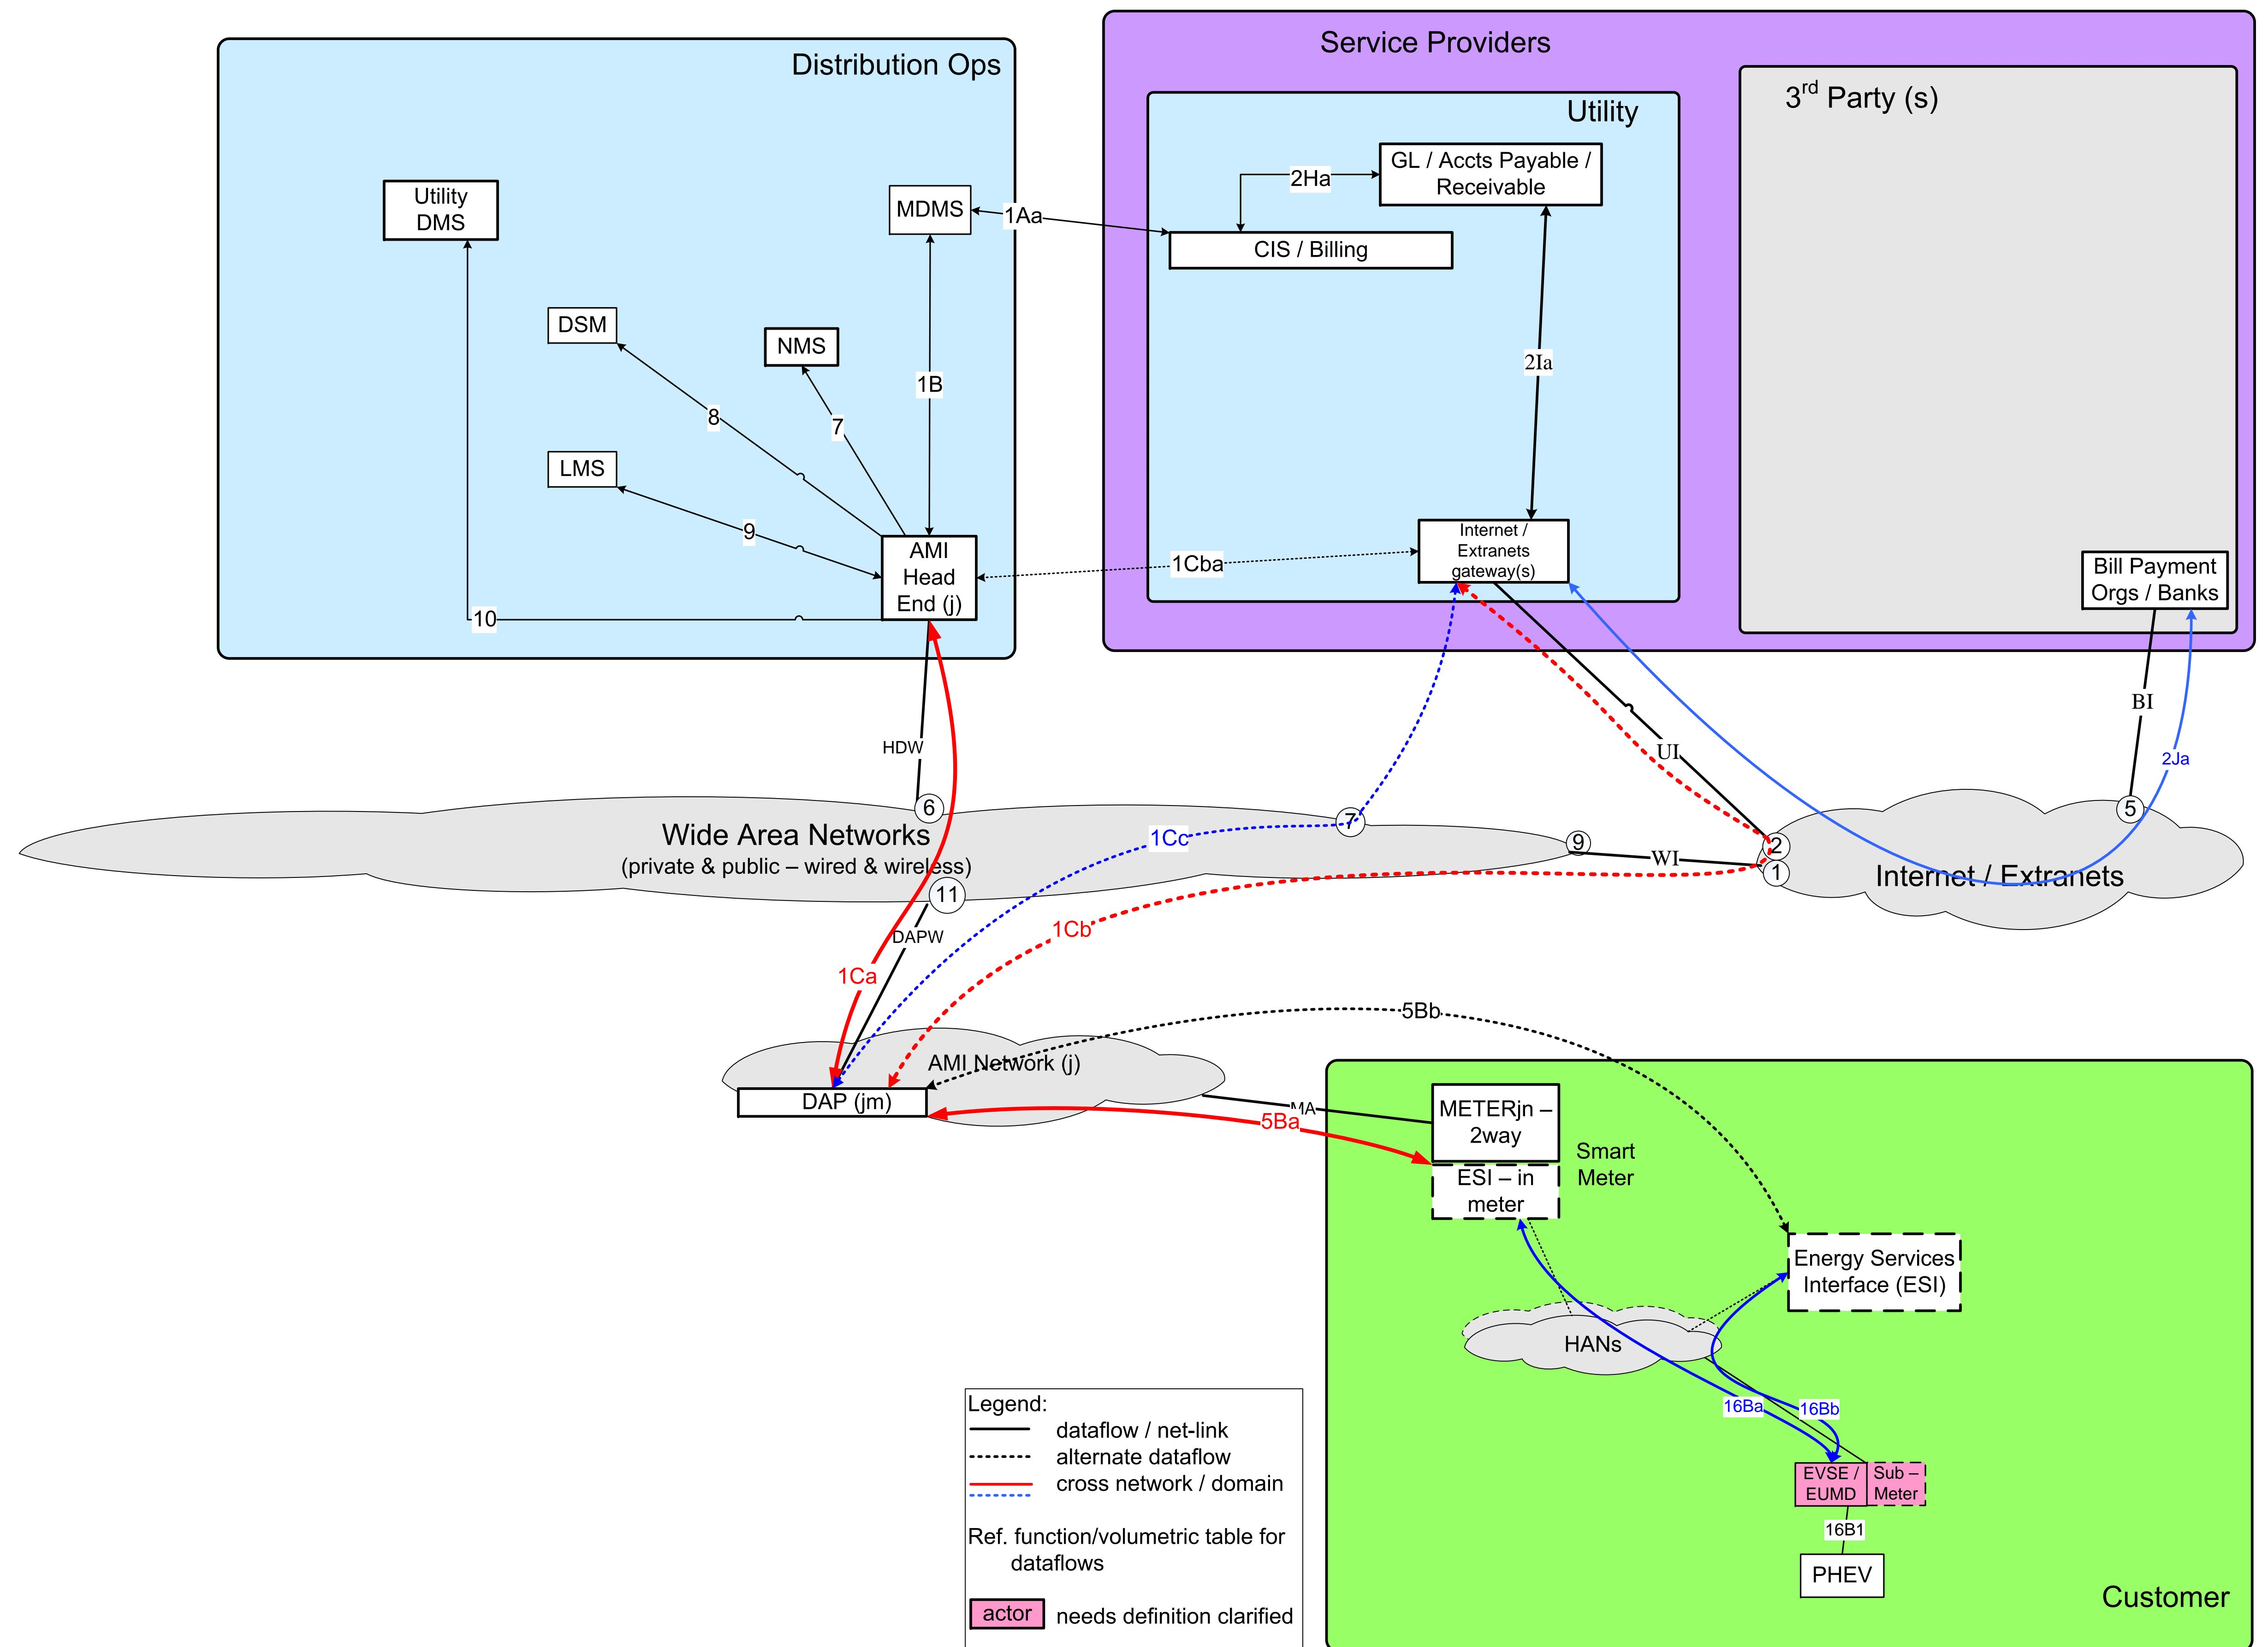 Service Providers
Distribution Ops
3rd Party (s)
Utility
GL / Accts Payable /
Receivable
2Ha
Utility
DMS
MDMS
1Aa
CIS / Billing
DSM
NMS
2Ia
1B
8
7
LMS
9
AMI
Head
End (j)
Internet /
Extranets
gateway(s)
1Cba
Bill Payment
Orgs / Banks
10
BI
HDW
UI
2Ja
6
5
7
Wide Area Networks
(private & public – wired & wireless)
1Cc
9
WI
2
1
Internet / Extranets
11
DAPW
1Cb
1Ca
5Bb
AMI Network (j)
DAP (jm)
MA
5Ba
METERjn –
2way
Smart
Meter
ESI – in
meter
Energy Services
Interface (ESI)
HANs
16Ba
16Bb
EVSE /
EUMD
Sub –
Meter
16B1
PHEV
Customer
Legend:
dataflow / net-link
alternate dataflow
cross network / domain
Ref. function/volumetric table for
dataflows
actor
needs definition clarified